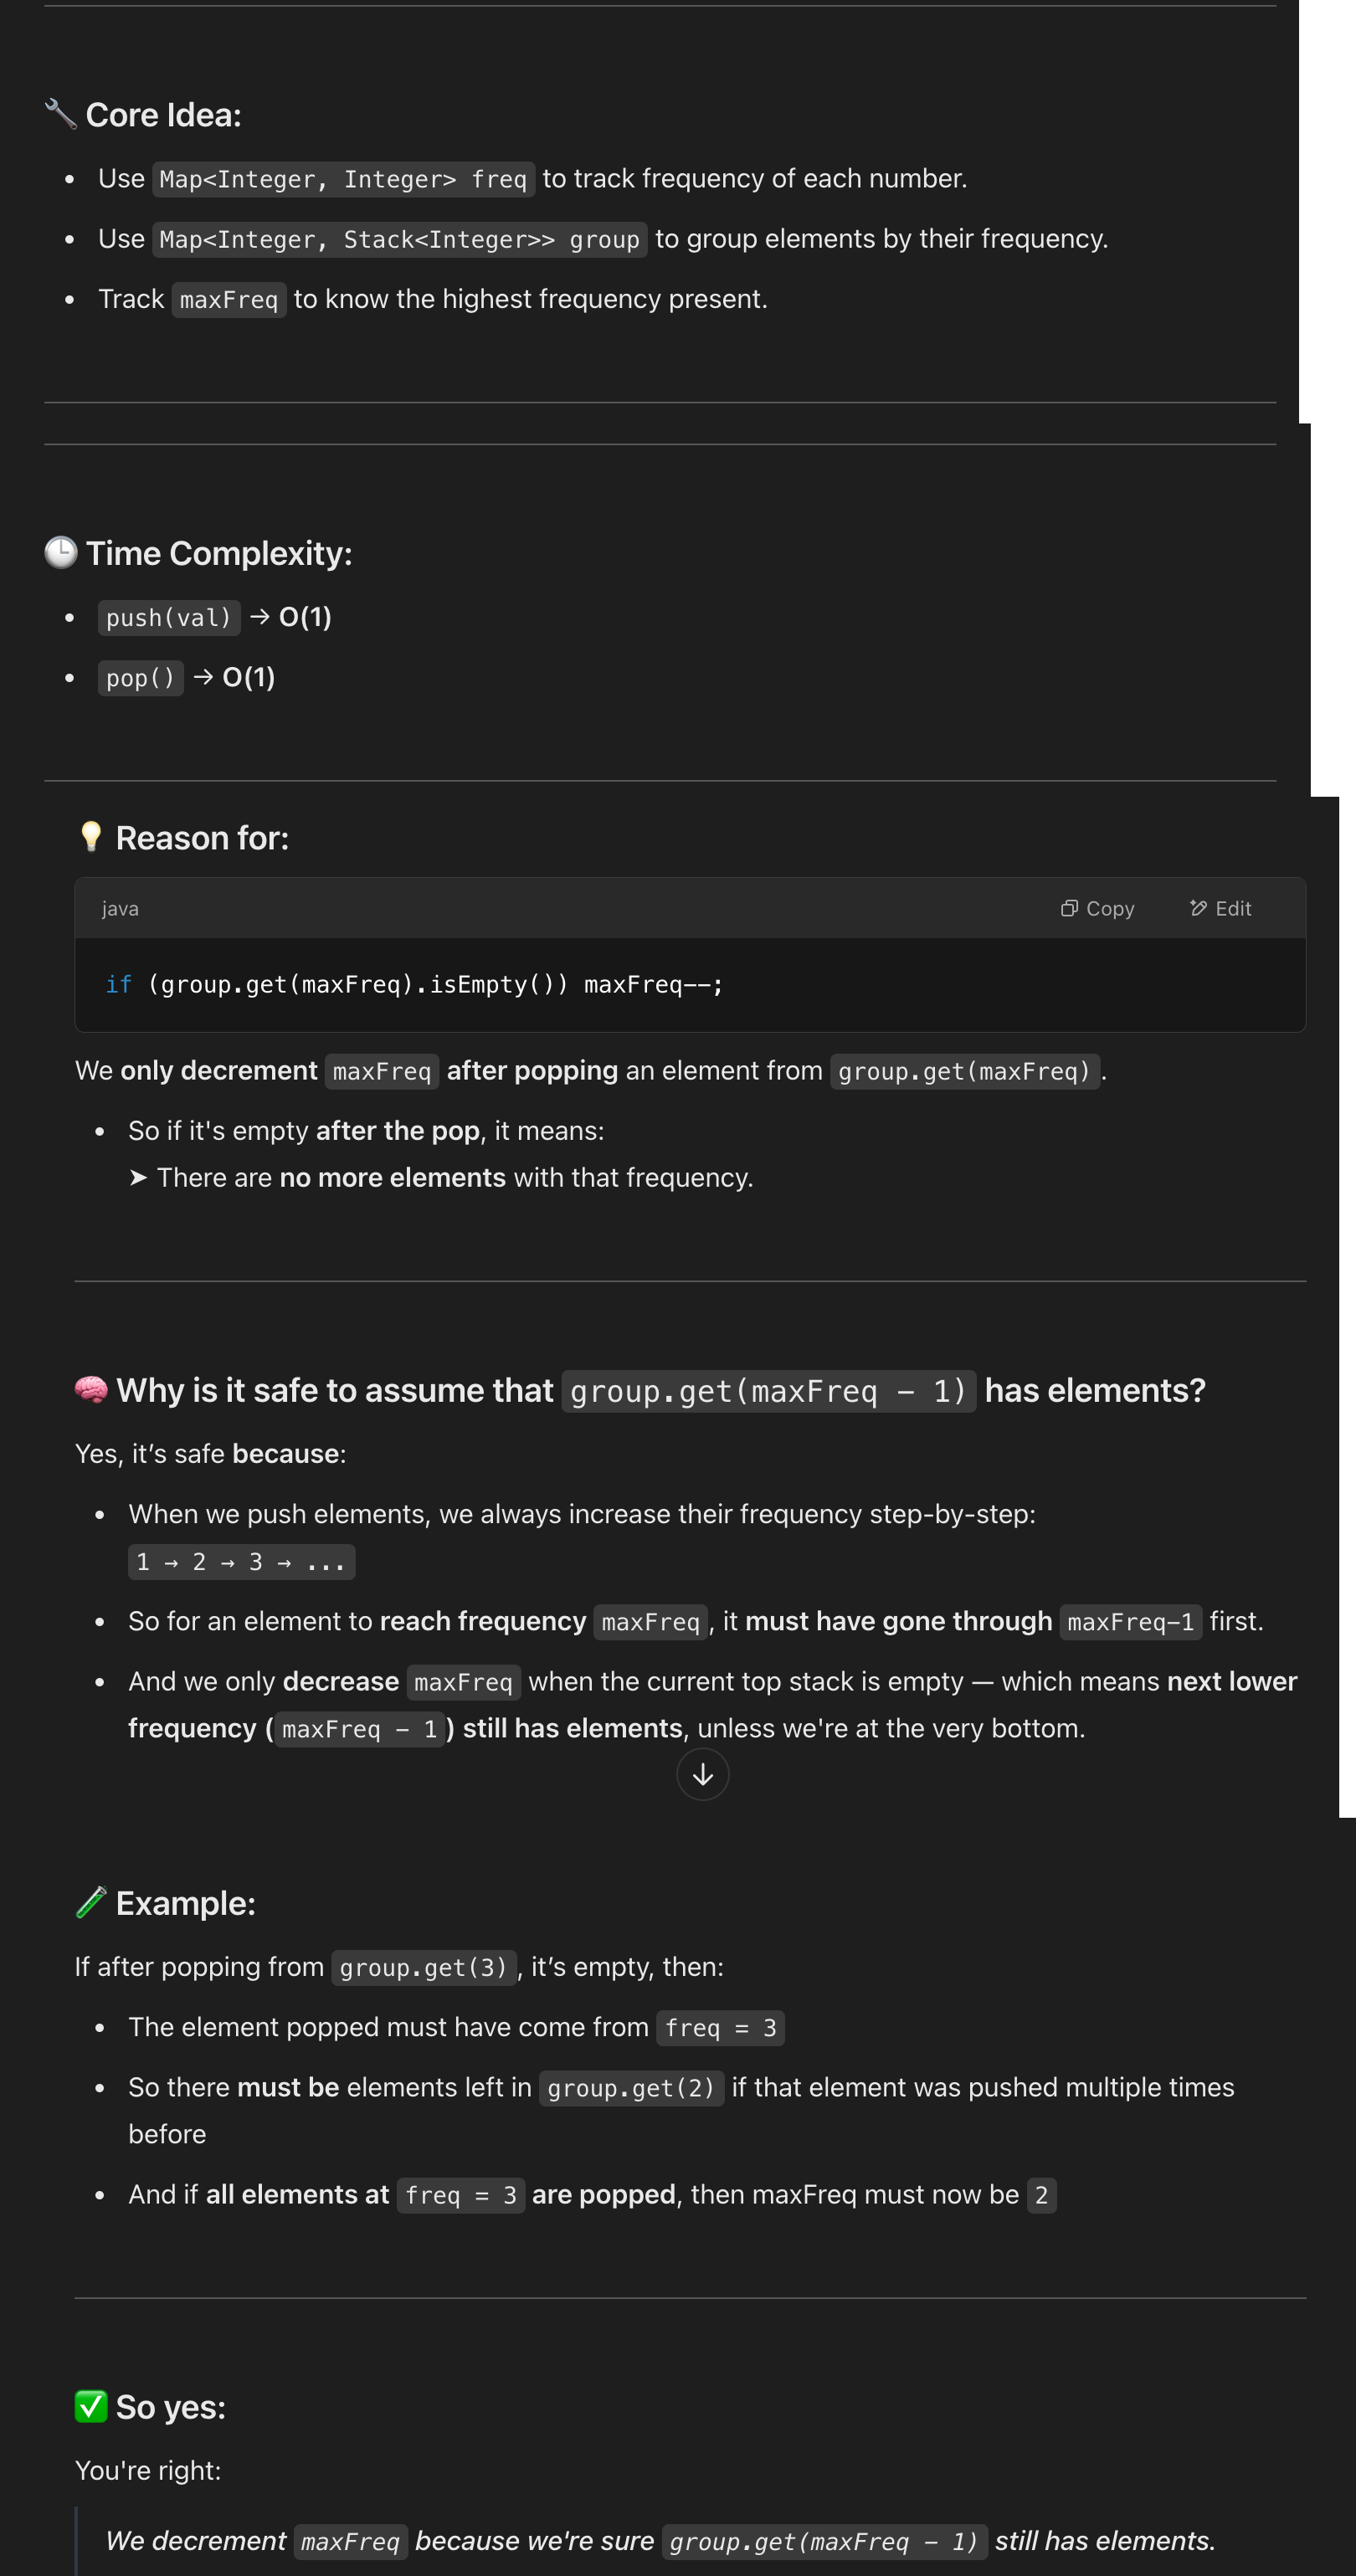 🔧 Core Idea:
• Use Map<Integer, Integer> freq to track frequency of each number.
• Use Map<Integer, Stack<Integer>> group to group elements by their frequency.
• Track maxFreq to know the highest frequency present.
🕒 Time Complexity:
• push(val) → O(1)
• pop() → O(1)
💡 Reason for:
java Copy Edit
if (group.get(maxFreq).isEmpty()) maxFreq--;
We only decrement maxFreq after popping an element from group.get(maxFreq).
• So if it's empty after the pop, it means:
➤ There are no more elements with that frequency.
🧠 Why is it safe to assume that group.get(maxFreq - 1) has elements?
Yes, it’s safe because:
• When we push elements, we always increase their frequency step-by-step:
1 → 2 → 3 → ...
• So for an element to reach frequency maxFreq, it must have gone through maxFreq-1 first.
• And we only decrease maxFreq when the current top stack is empty — which means next lower
frequency (maxFreq - 1) still has elements, unless we're at the very bottom.
🧪 Example:
If after popping from group.get(3), it’s empty, then:
• The element popped must have come from freq = 3
• So there must be elements left in group.get(2) if that element was pushed multiple times
before
• And if all elements at freq = 3 are popped, then maxFreq must now be 2
✅ So yes:
You're right:
We decrement maxFreq because we're sure group.get(maxFreq - 1) still has elements.